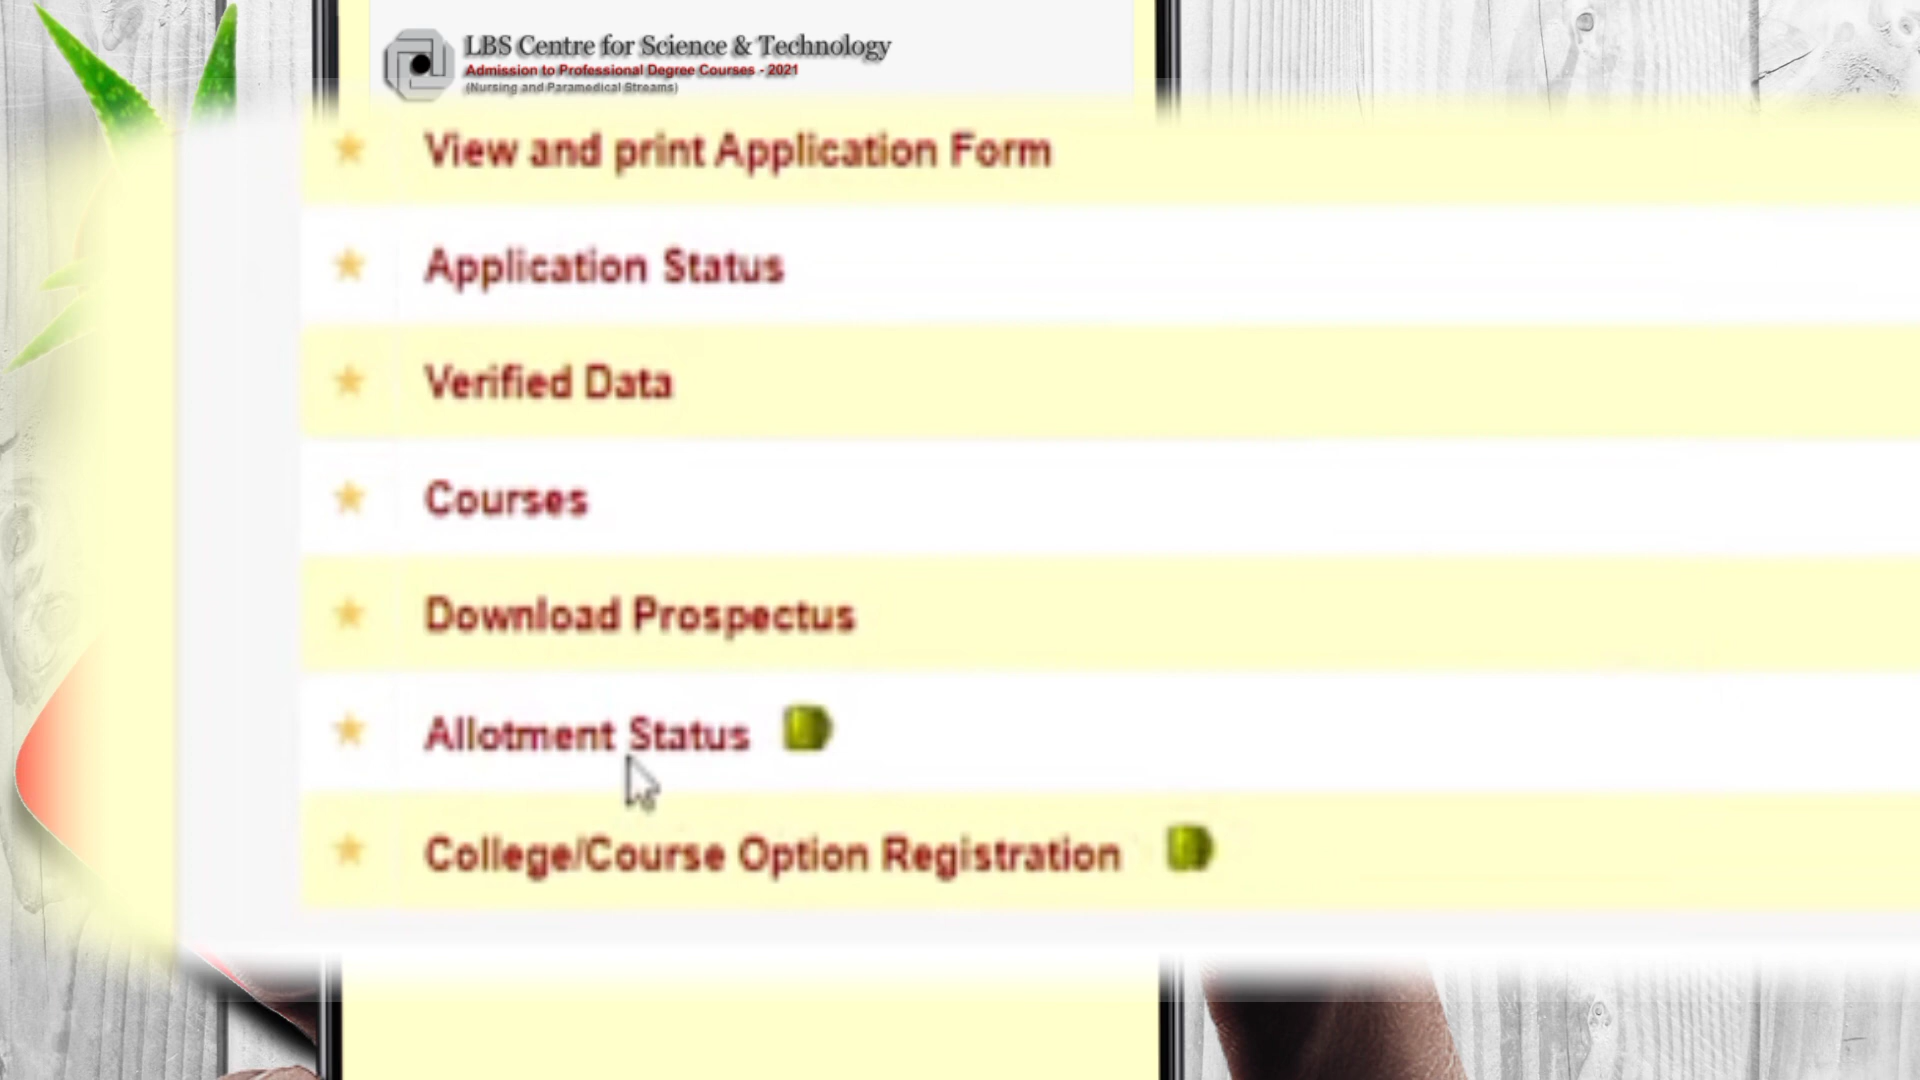 LBS Centre for Science & Technology
Admission to Professional Degree Courses - 2021
(Nursing and Paramedical Streams)
View and print Application Form
Application Status
Verified Data
Courses
Download Prospectus
Allotment Status
College/Course Option Registration